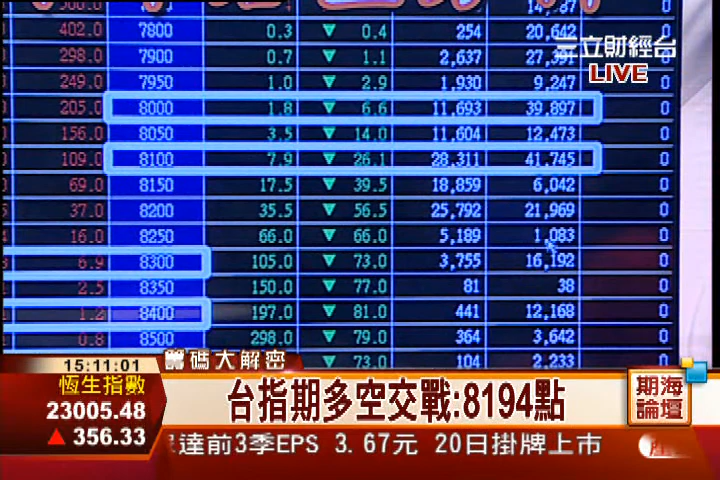 402.0 7800 0.3 ▼ 0.4 254 20,642 0
298.0 7900 0.7 ▼ 1.1 2,637 27,391 0
249.0 7950 1.0 ▼ 2.9 1,930 9,247 0
205.0 8000 1.8 ▼ 6.6 11,693 39,897 0
156.0 8050 3.5 ▼ 14.0 11,604 12,473 0
109.0 8100 7.9 ▼ 26.1 28,311 41,745 0
69.0 8150 17.5 ▼ 39.5 18,859 6,042 0
37.0 8200 35.5 ▼ 56.5 25,792 21,969 0
16.0 8250 66.0 ▼ 66.0 5,189 1,083 0
6.9 8300 105.0 ▼ 73.0 3,755 16,192 0
2.5 8350 150.0 ▼ 77.0 81 38 0
1.2 8400 197.0 ▼ 81.0 441 12,168 0
0.8 8500 298.0 ▼ 79.0 364 3,642 0
▼ 73.0 104 2,233 0
三立財經台
LIVE
15:11:01
籌碼大解密
恆生指數
23005.48
▲ 356.33
台指期多空交戰:8194點
期海
論壇
達前3季EPS 3.67元 20日掛牌上市